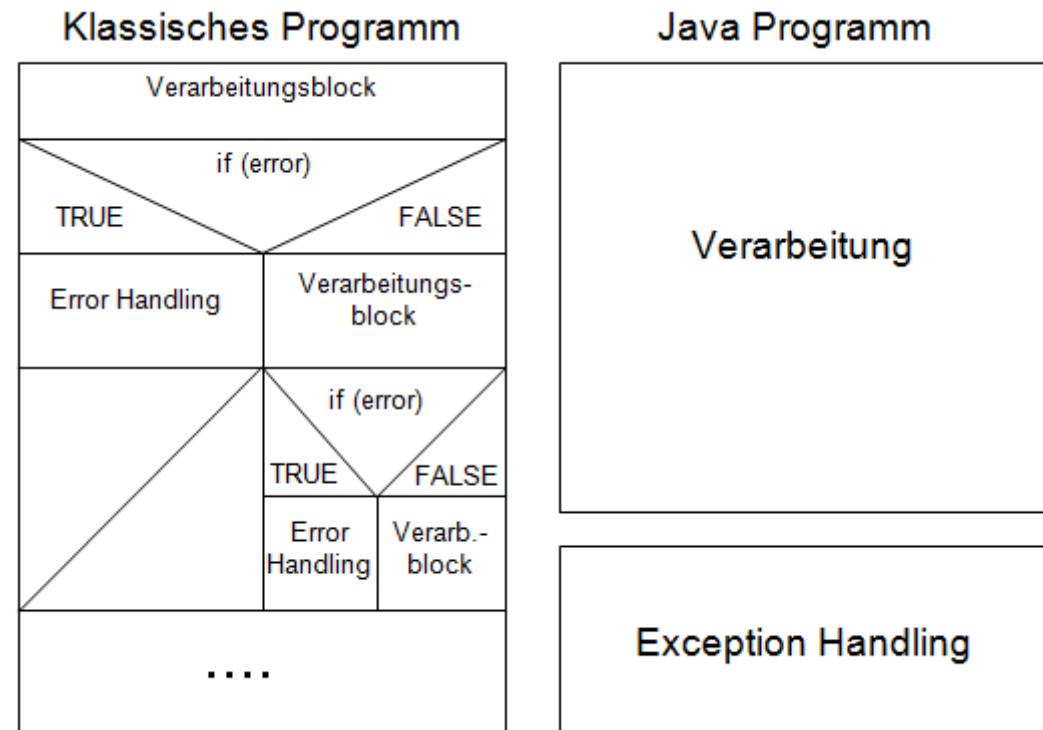 Klassisches Programm
Verarbeitungsblock
if (error)
TRUE
FALSE
Error Handling
Verarbeitungs-
block
if (error)
TRUE
FALSE
Error
Handling
Verarb.-
block
....
Java Programm
Verarbeitung
Exception Handling